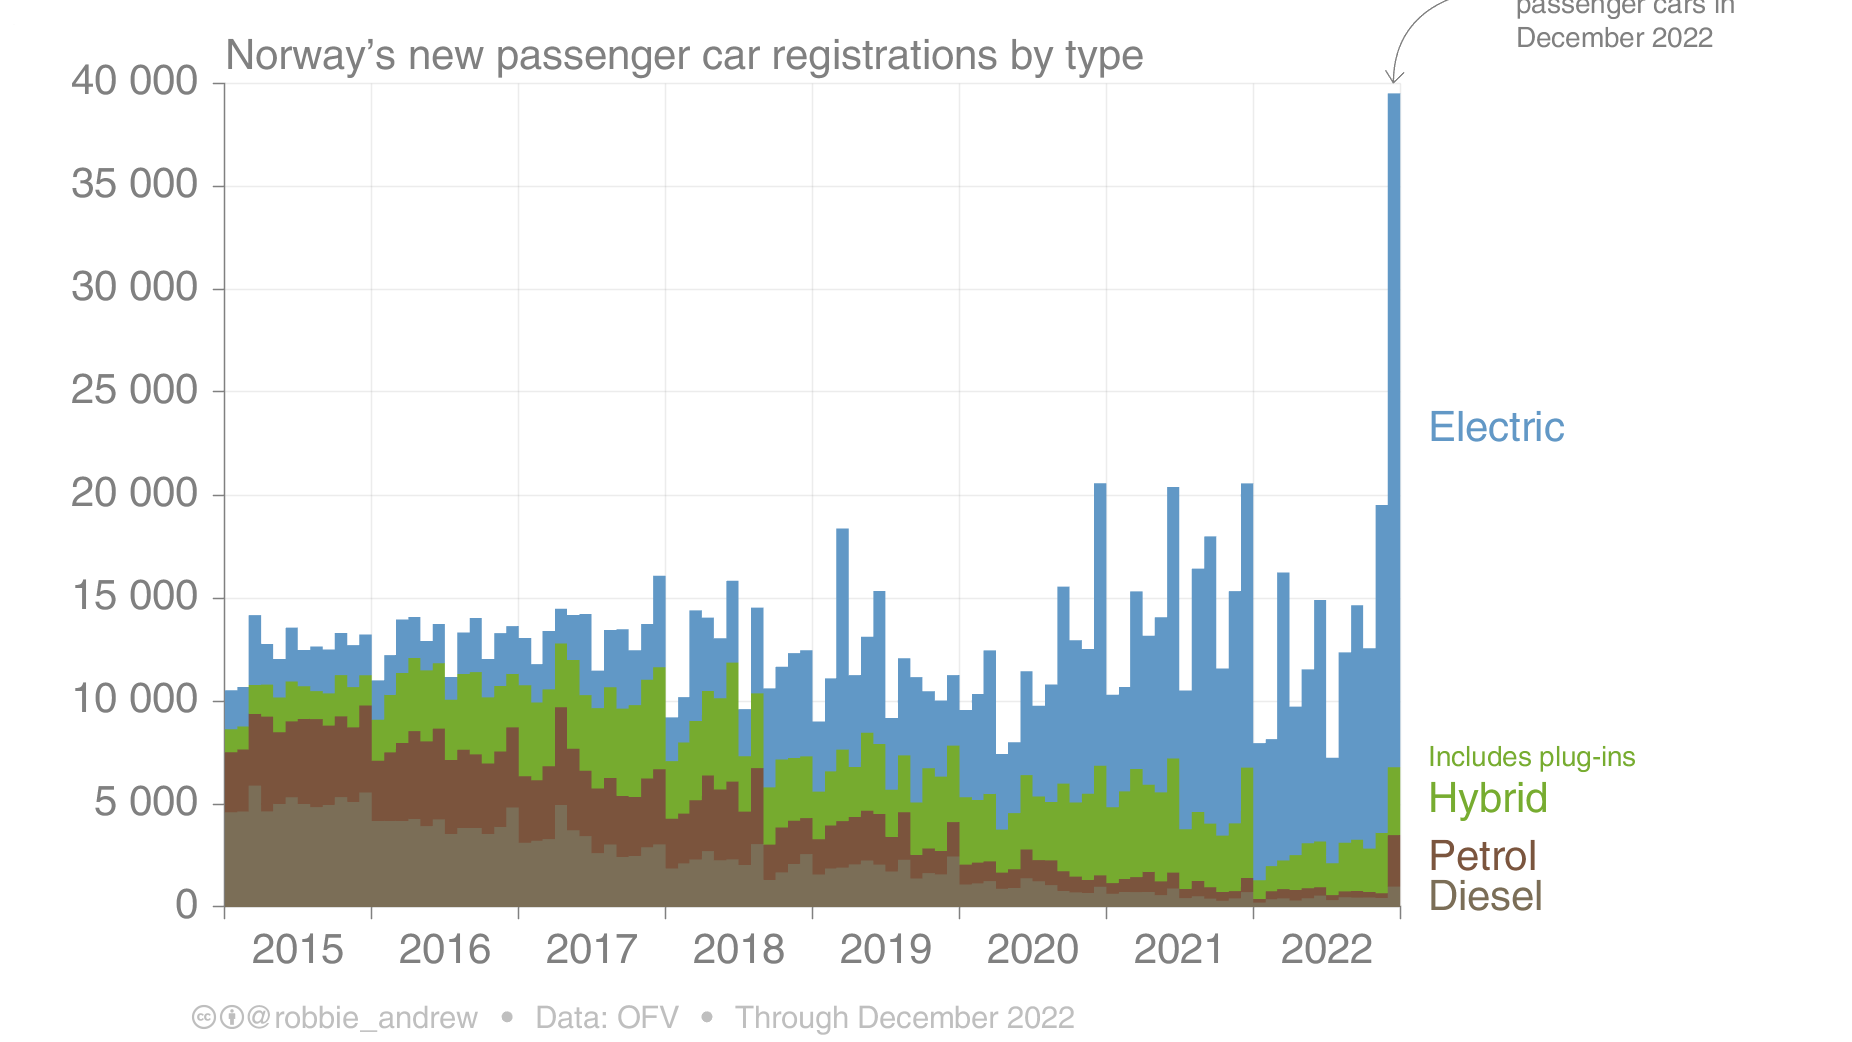 passenger cars in
December 2022
Norway’s new passenger car registrations by type
40 000
35 000
30 000
25 000
20 000
15 000
10 000
5 000
0
Electric
Includes plug-ins
Hybrid
Petrol
Diesel
2015 2016 2017 2018 2019 2020 2021 2022
@robbie_andrew • Data: OFV • Through December 2022